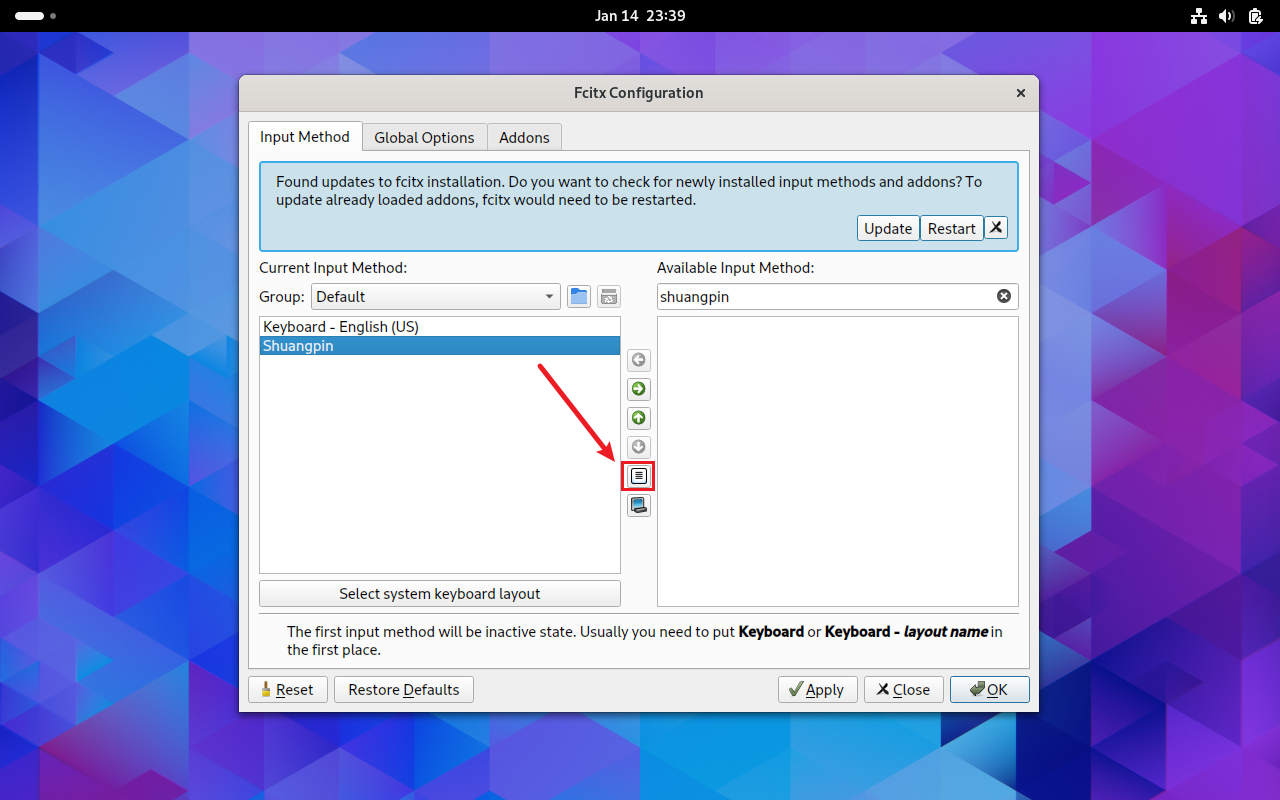 Jan 14 23:39
Fcitx Configuration
Input Method
Global Options
Addons
Found updates to fcitx installation. Do you want to check for newly installed input methods and addons? To
update already loaded addons, fcitx would need to be restarted.
Update
Restart
Current Input Method:
Available Input Method:
Group:
Default
shuangpin
Keyboard - English (US)
Shuangpin
Select system keyboard layout
The first input method will be inactive state. Usually you need to put Keyboard or Keyboard - layout name in
the first place.
Reset
Restore Defaults
Apply
Close
OK